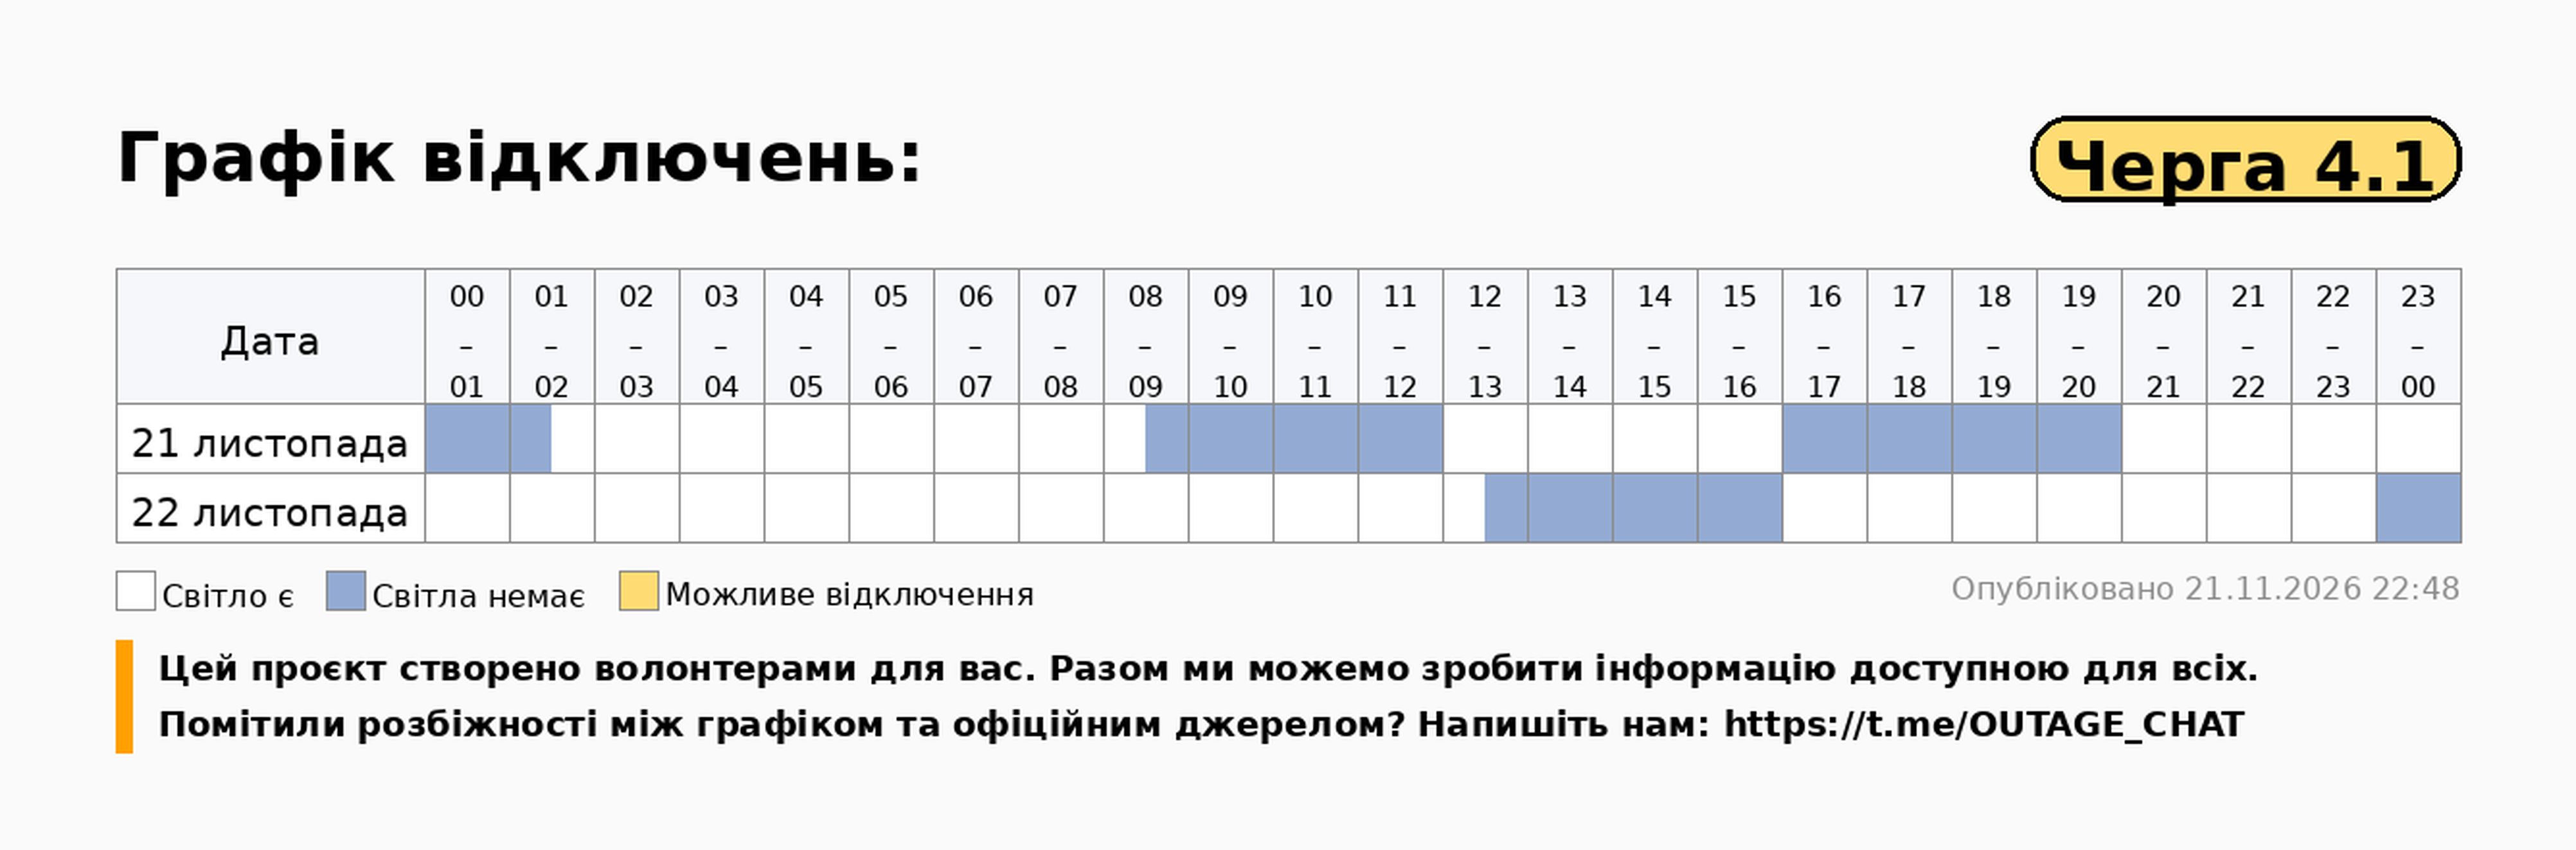 Графік відключень:
Черга 4.1
Дата
00 – 01
01 – 02
02 – 03
03 – 04
04 – 05
05 – 06
06 – 07
07 – 08
08 – 09
09 – 10
10 – 11
11 – 12
12 – 13
13 – 14
14 – 15
15 – 16
16 – 17
17 – 18
18 – 19
19 – 20
20 – 21
21 – 22
22 – 23
23 – 00
21 листопада
22 листопада
Світло є
Світла немає
Можливе відключення
Опубліковано 21.11.2026 22:48
Цей проєкт створено волонтерами для вас. Разом ми можемо зробити інформацію доступною для всіх.
Помітили розбіжності між графіком та офіційним джерелом? Напишіть нам: https://t.me/OUTAGE_CHAT